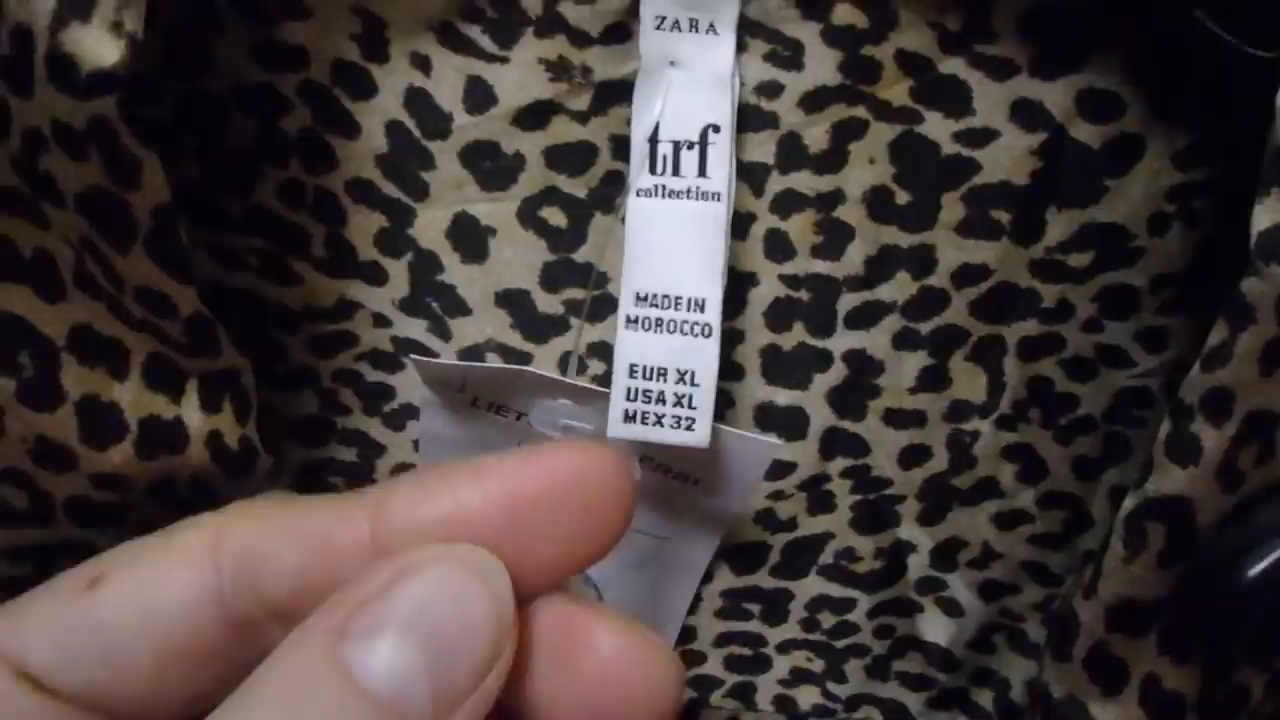 ZARA
trf
collection
MADE IN
MOROCCO
EUR XL
USA XL
MEX 32